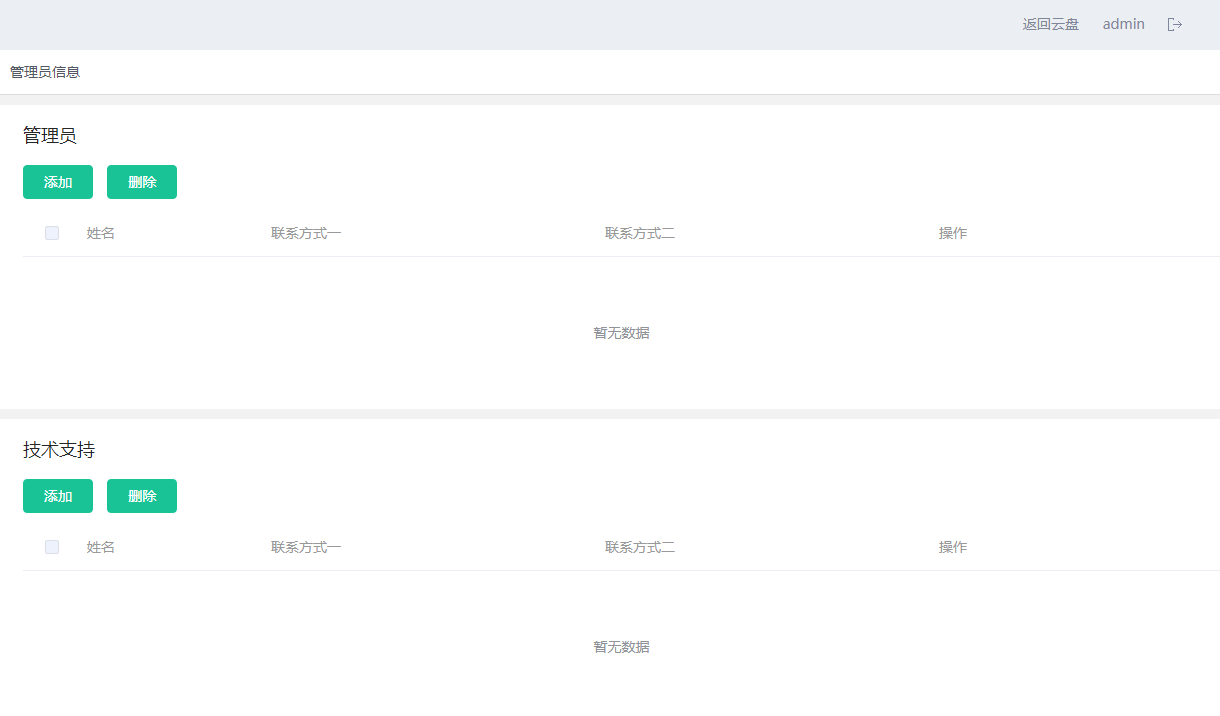 返回云盘 admin
管理员信息
管理员
添加 删除
姓名 联系方式一 联系方式二 操作
暂无数据
技术支持
添加 删除
姓名 联系方式一 联系方式二 操作
暂无数据